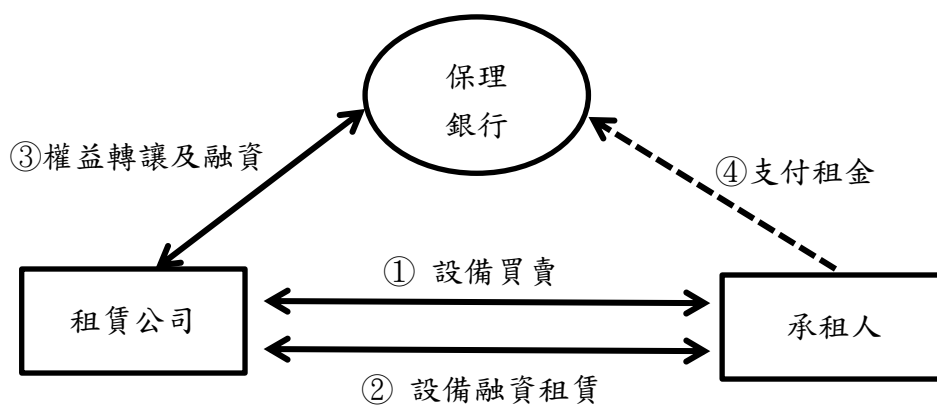 保理
銀行
③權益轉讓及融資
④支付租金
① 設備買賣
租賃公司
承租人
② 設備融資租賃